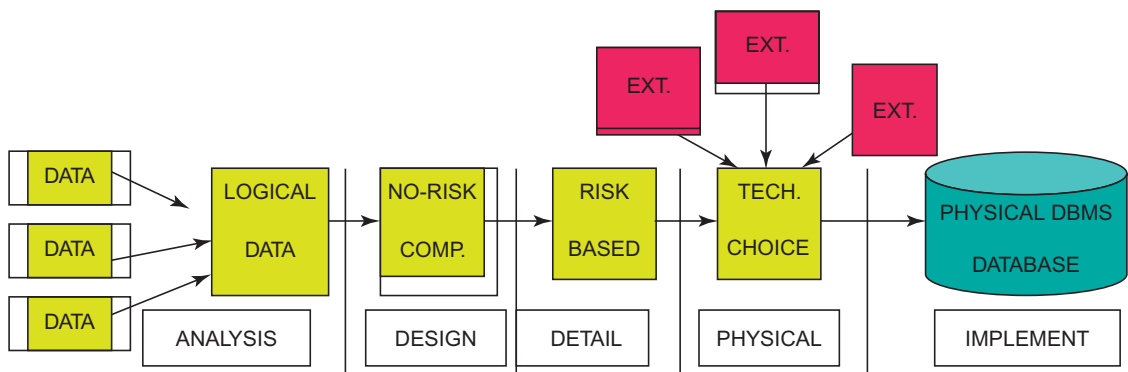 EXT.
EXT.
EXT.
DATA
DATA
DATA
LOGICAL
DATA
NO-RISK
COMP.
RISK
BASED
TECH.
CHOICE
PHYSICAL DBMS
DATABASE
ANALYSIS
DESIGN
DETAIL
PHYSICAL
IMPLEMENT